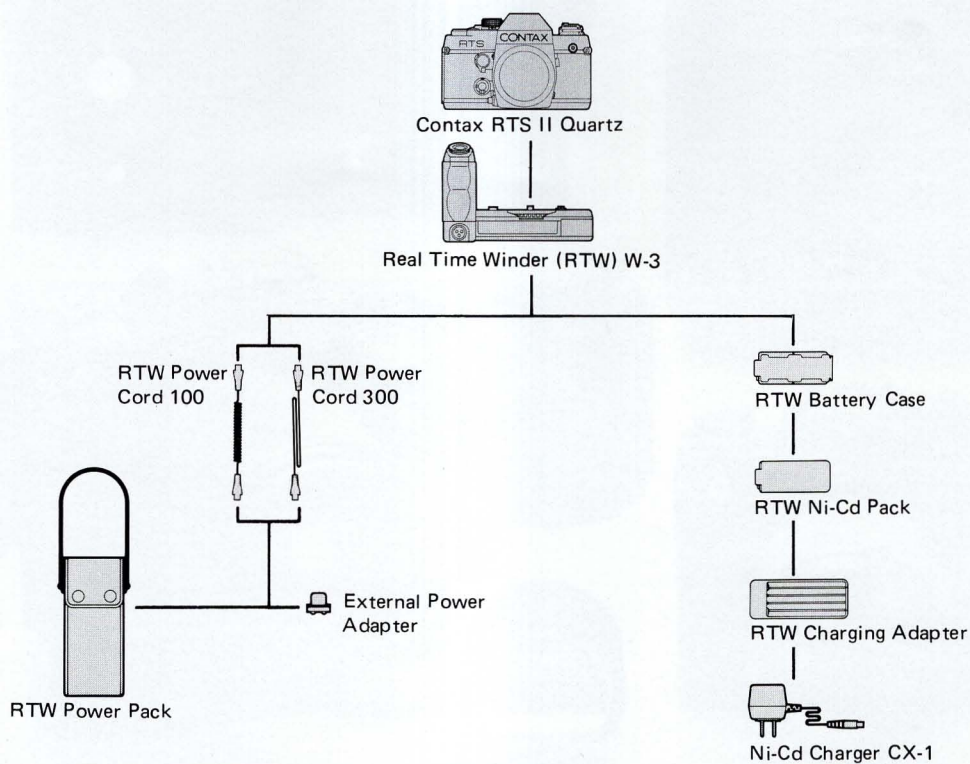 RTS
CONTAX
Contax RTS II Quartz
Real Time Winder (RTW) W-3
RTW Power
Cord 100
RTW Power
Cord 300
RTW Battery Case
RTW Ni-Cd Pack
External Power
Adapter
RTW Charging Adapter
RTW Power Pack
Ni-Cd Charger CX-1